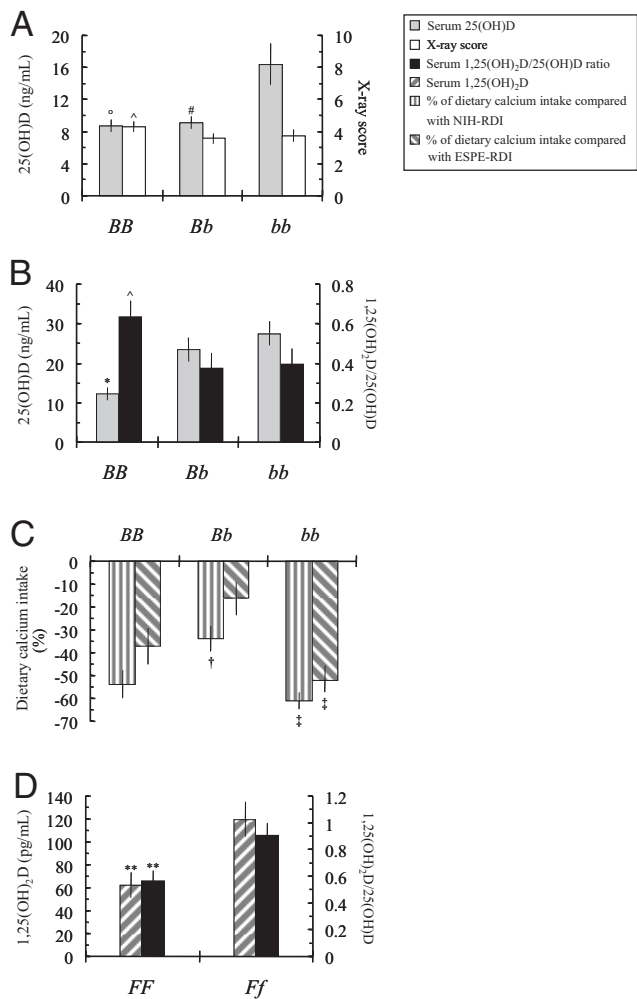 A
20
16
12
8
4
0
25(OH)D (ng/mL)
10
8
6
4
2
0
X-ray score
°
^
#
BB
Bb
bb
Serum 25(OH)D
X-ray score
Serum 1,25(OH)₂D/25(OH)D ratio
Serum 1,25(OH)₂D
% of dietary calcium intake compared
with NIH-RDI
% of dietary calcium intake compared
with ESPE-RDI
B
40
30
20
10
0
25(OH)D (ng/mL)
0.8
0.6
0.4
0.2
0
1,25(OH)₂D/25(OH)D
*
^
BB
Bb
bb
C
BB
Bb
bb
0
-10
-20
-30
-40
-50
-60
-70
Dietary calcium intake
(%)
†
‡
‡
D
140
120
100
80
60
40
20
0
1,25(OH)₂D (pg/mL)
1.2
1
0.8
0.6
0.4
0.2
0
1,25(OH)₂D/25(OH)D
**
**
FF
Ff